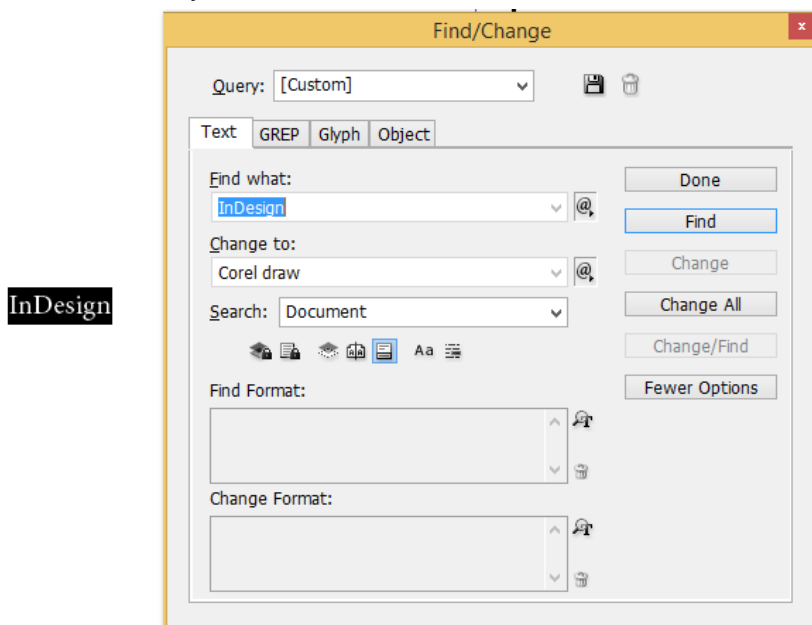 Find/Change
x
Query: [Custom]
Text GREP Glyph Object
Find what:
InDesign
Change to:
Corel draw
Search: Document
Aa
Find Format:
Change Format:
Done
Find
Change
Change All
Change/Find
Fewer Options
InDesign